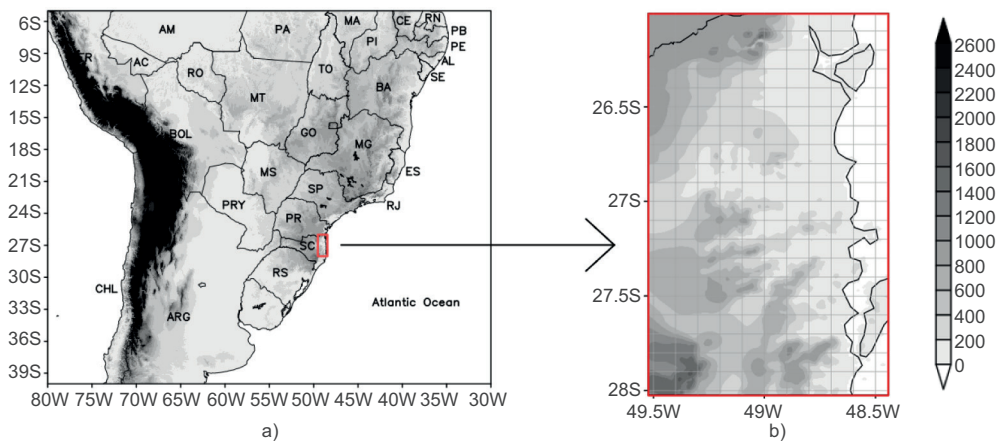 6S
9S
12S
15S
18S
21S
24S
27S
30S
33S
36S
39S
80W 75W 70W 65W 60W 55W 50W 45W 40W 35W 30W
AM PA MA CE RN
PB
PI PE
AL
SE
AC RO TO
MT BA
BOL GO
MG
ES
MS
SP
RJ
PRY PR
SC
RS
CHL
ARG
Atlantic Ocean
a)
26.5S
27S
27.5S
28S
49.5W 49W 48.5W
b)
2600
2400
2200
2000
1800
1600
1400
1200
1000
800
600
400
200
0